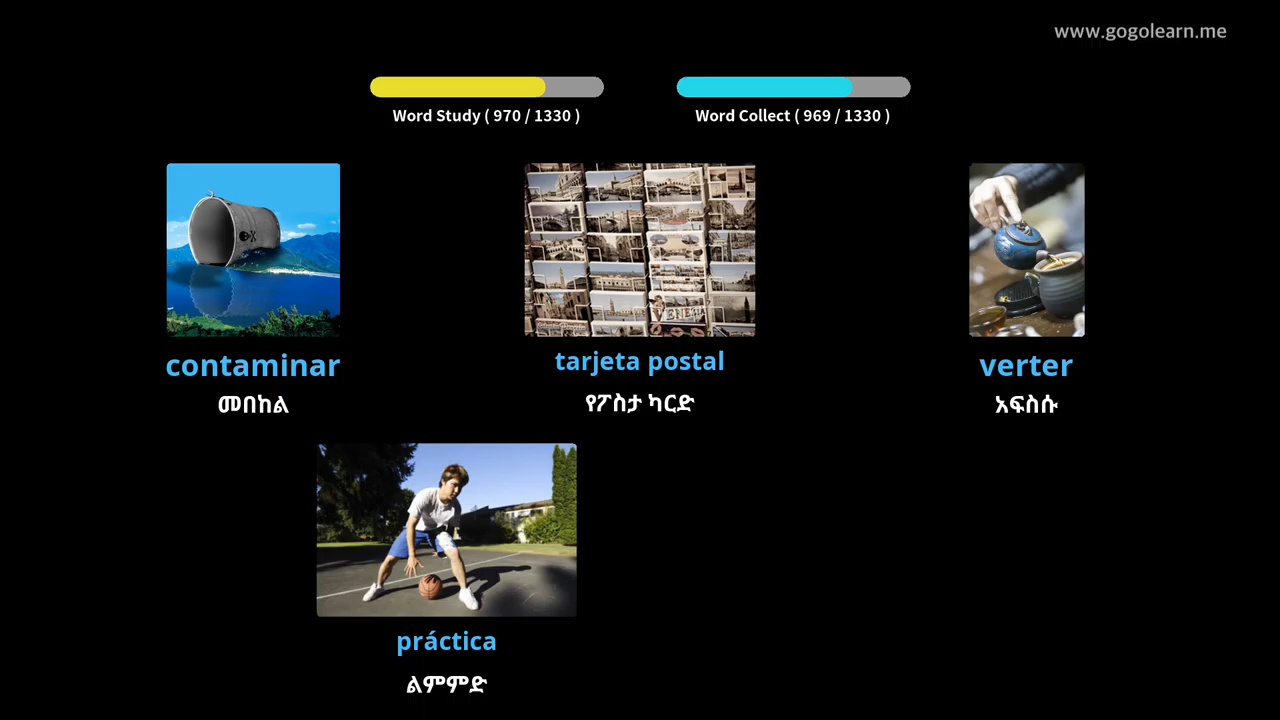 www.gogolearn.me
Word Study ( 970 / 1330 )
Word Collect ( 969 / 1330 )
contaminar
መበከል
tarjeta postal
የፖስታ ካርድ
verter
አፍስሱ
práctica
ልምምድ